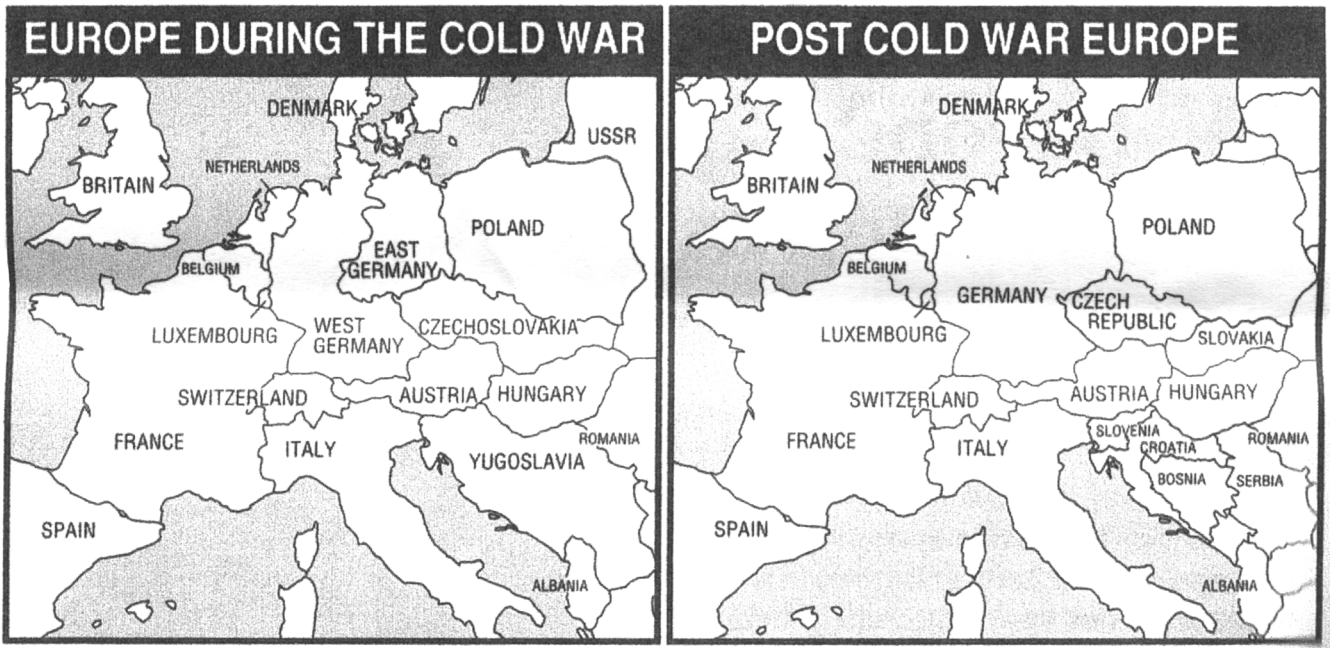 EUROPE DURING THE COLD WAR
DENMARK
USSR
NETHERLANDS
BRITAIN
POLAND
EAST
GERMANY
BELGIUM
LUXEMBOURG
WEST
GERMANY
CZECHOSLOVAKIA
SWITZERLAND
AUSTRIA
HUNGARY
FRANCE
ITALY
ROMANIA
YUGOSLAVIA
SPAIN
ALBANIA
POST COLD WAR EUROPE
DENMARK
NETHERLANDS
BRITAIN
POLAND
BELGIUM
GERMANY
CZECH
REPUBLIC
LUXEMBOURG
SLOVAKIA
SWITZERLAND
AUSTRIA
HUNGARY
FRANCE
ITALY
SLOVENIA
CROATIA
ROMANIA
BOSNIA
SERBIA
SPAIN
ALBANIA